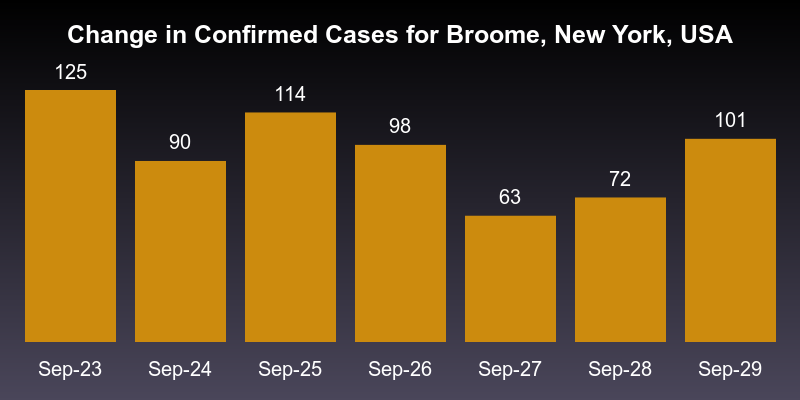 Change in Confirmed Cases for Broome, New York, USA
125
90
114
98
63
72
101
Sep-23
Sep-24
Sep-25
Sep-26
Sep-27
Sep-28
Sep-29